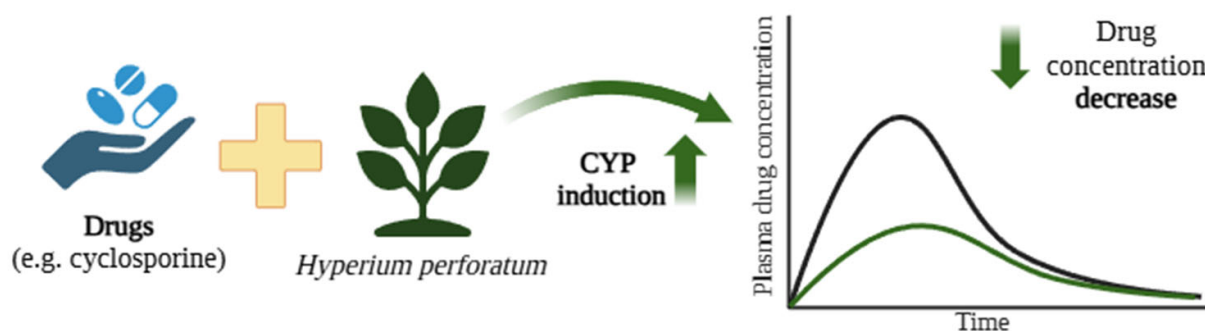 Drugs
(e.g. cyclosporine)
Hyperium perforatum
CYP
induction
Plasma drug concentration
Time
Drug
concentration
decrease